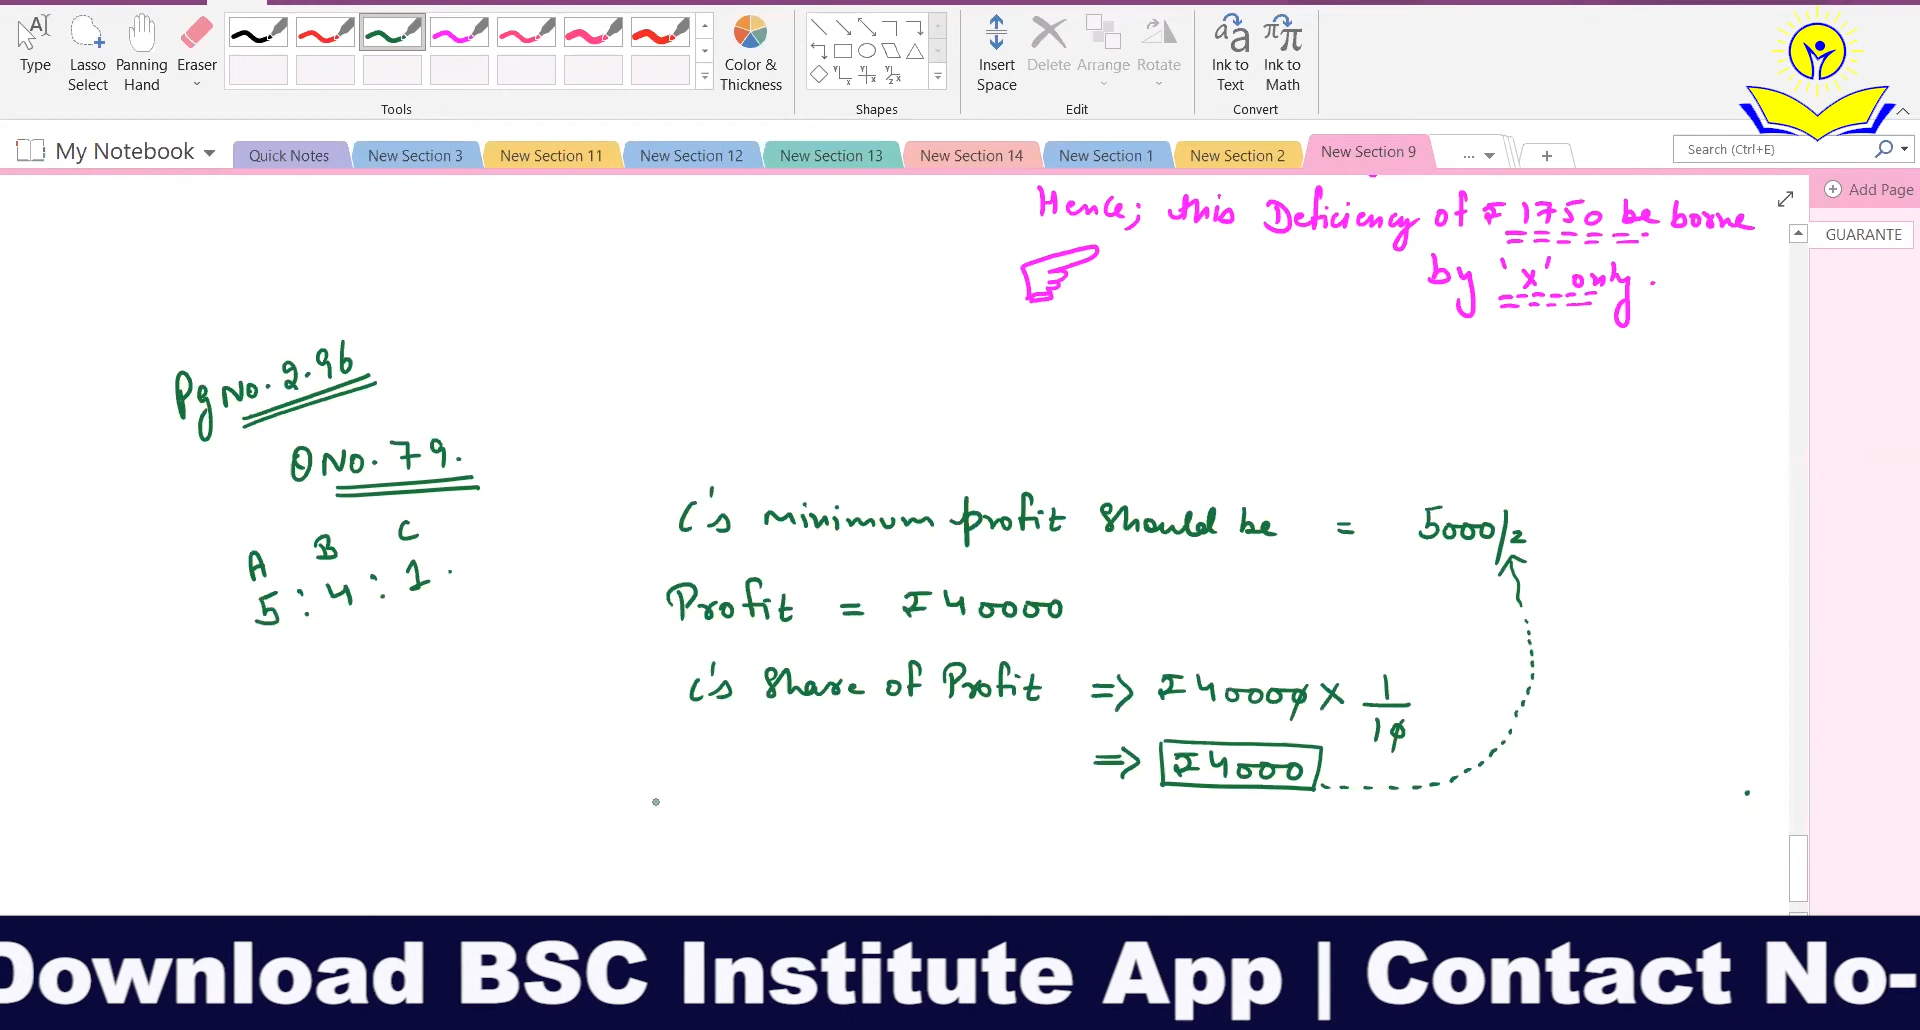 Type
Lasso Select
Panning Hand
Eraser
Color & Thickness
Insert Space
Delete
Arrange
Rotate
Ink to Text
Ink to Math
Tools
Shapes
Edit
Convert
My Notebook
Quick Notes
New Section 3
New Section 11
New Section 12
New Section 13
New Section 14
New Section 1
New Section 2
New Section 9
...
Search (Ctrl+E)
Add Page
GUARANTE
Hence; this Deficiency of ₹ 1750 be borne
by 'x' only.
Pg No. 2.96
Q No. 79.
A B C
5 : 4 : 1.
C's minimum profit should be = 5000/2
Profit = ₹ 40000
C's Share of Profit => ₹ 40000 × 1/10
=> ₹ 4000
Download BSC Institute App | Contact No-